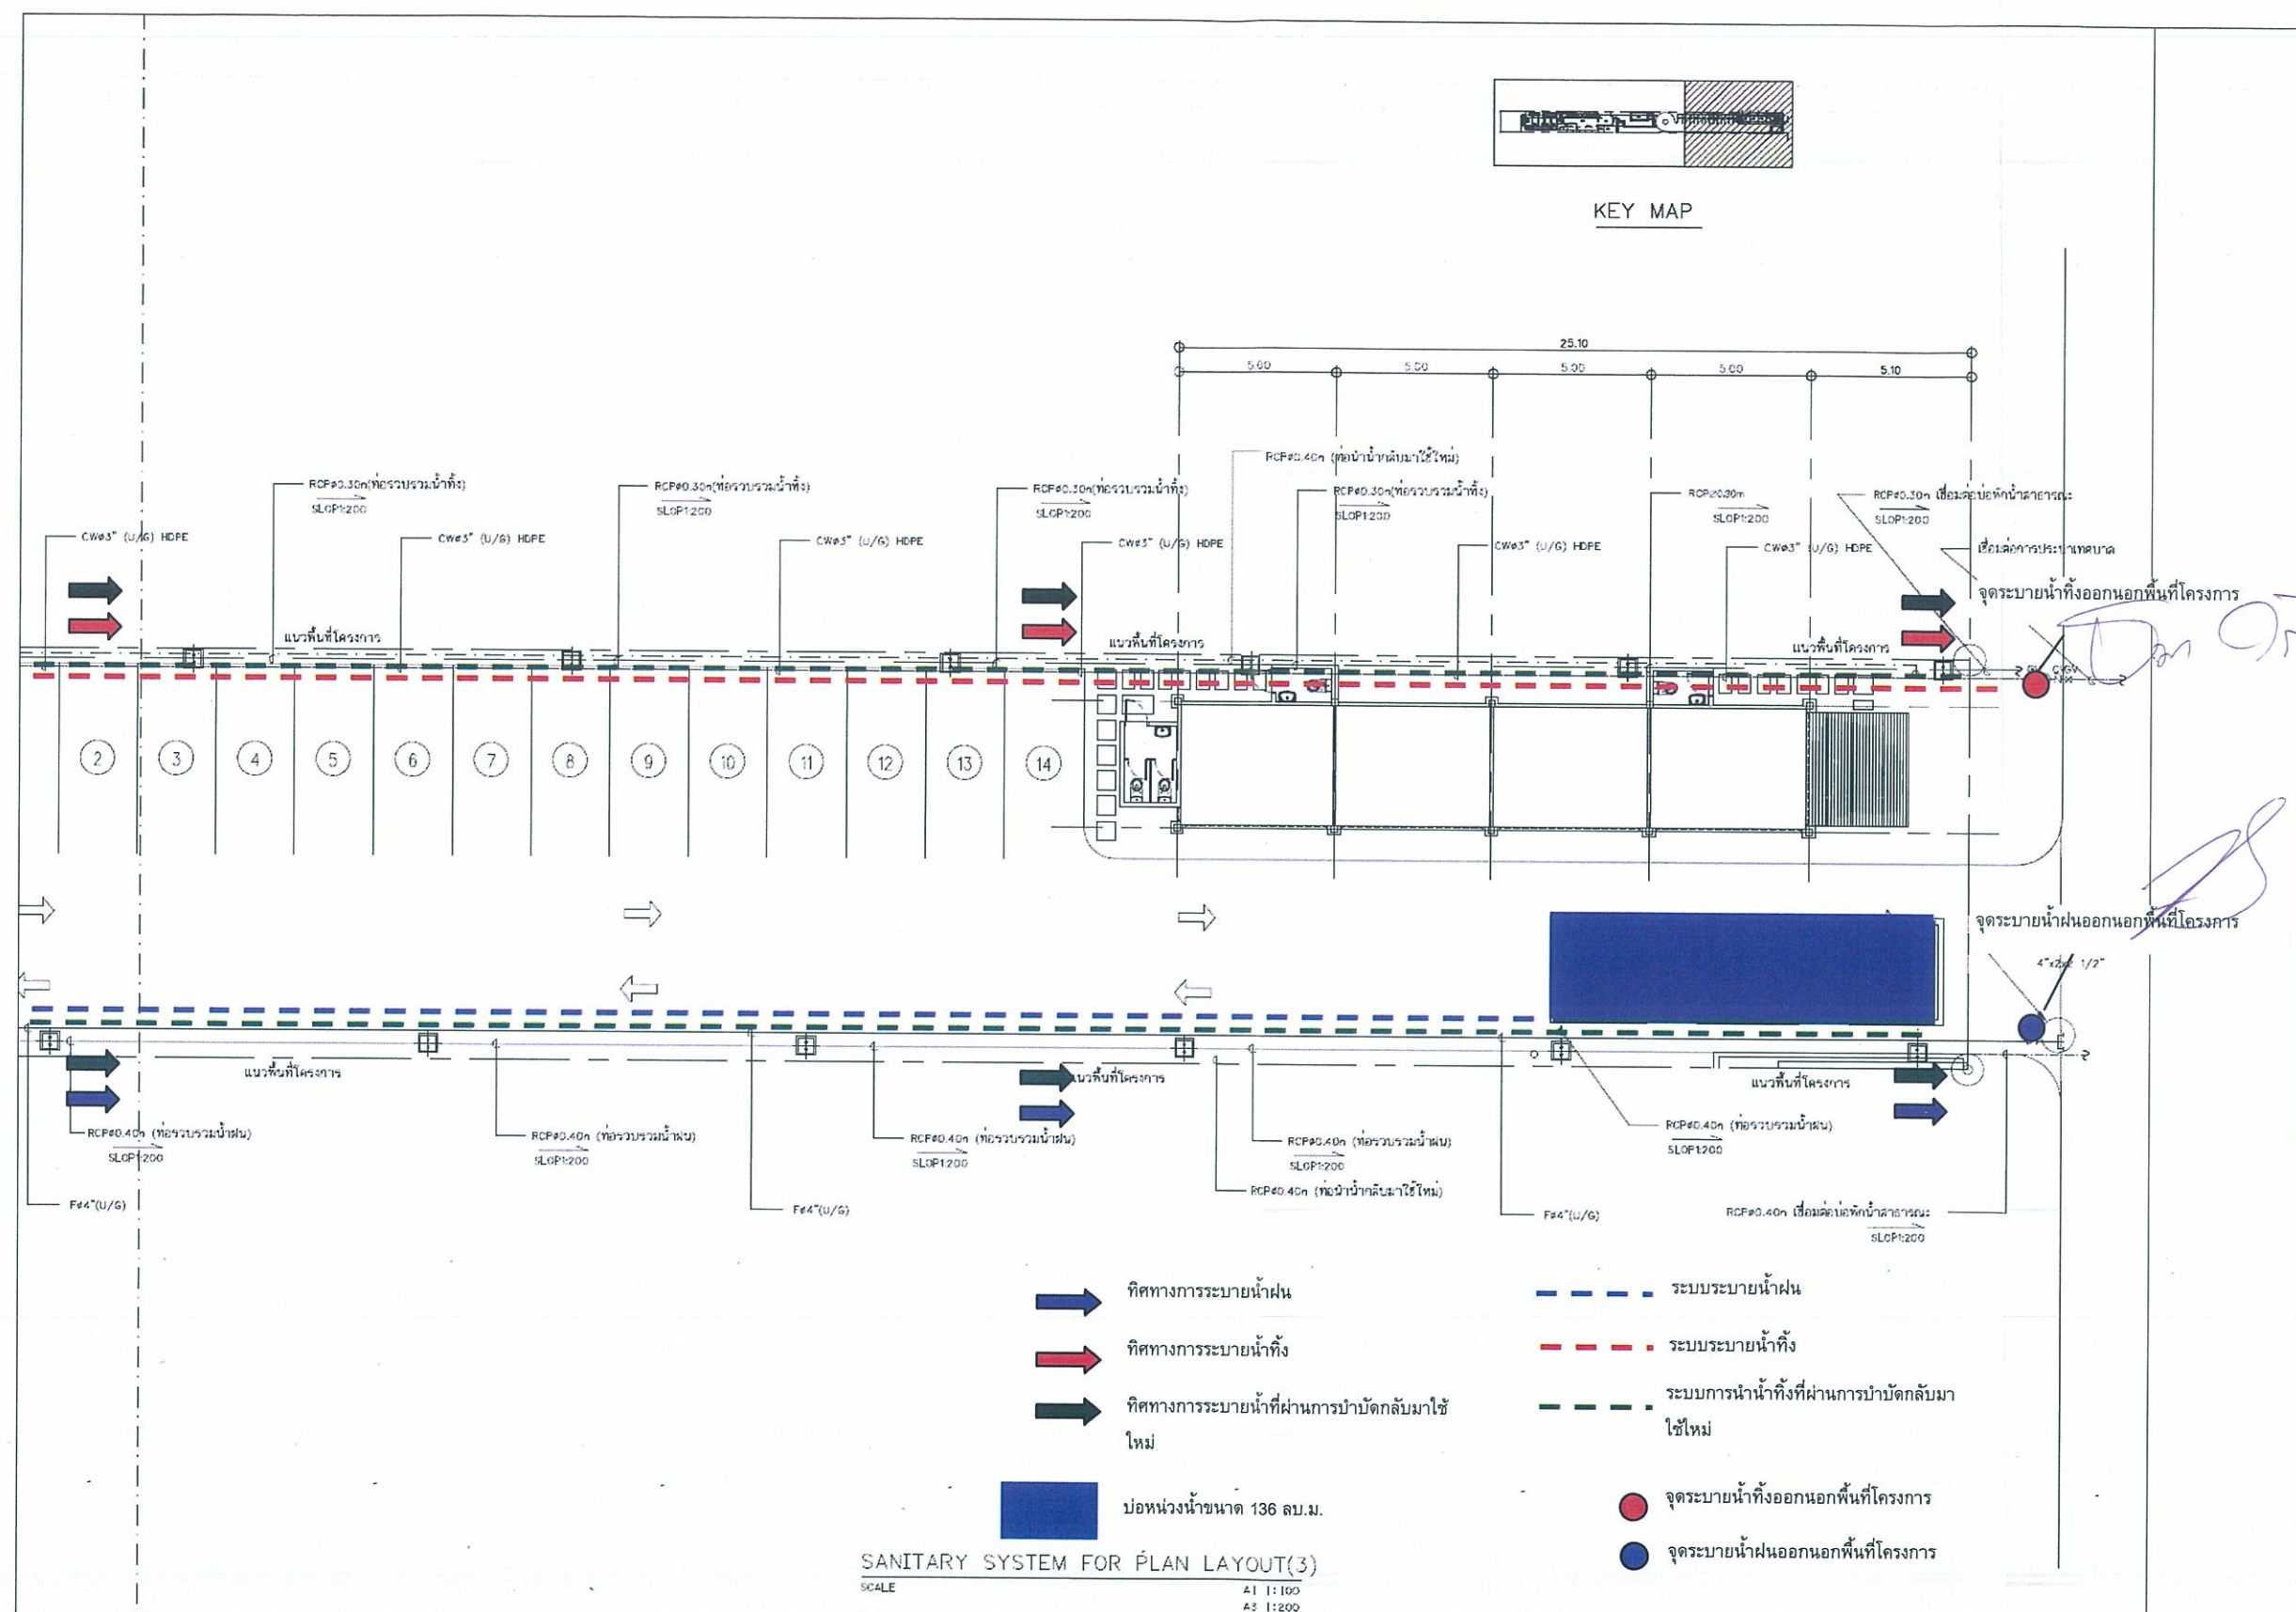 KEY MAP
25.10
5.00
5.00
5.00
5.00
5.10
RCPø0.40m (ท่อนำน้ำกลับมาใช้ใหม่)
RCPø0.30m(ท่อรวบรวมน้ำทิ้ง)
SLOP1:200
RCPø0.30m(ท่อรวบรวมน้ำทิ้ง)
SLOP1:200
RCPø0.30m(ท่อรวบรวมน้ำทิ้ง)
SLOP1:200
RCPø0.30m(ท่อรวบรวมน้ำทิ้ง)
SLOP1:200
RCPø0.30m
SLOP1:200
RCPø0.30m เชื่อมต่อบ่อพักน้ำสาธารณะ
SLOP1:200
CWø3" (U/G) HDPE
CWø3" (U/G) HDPE
CWø3" (U/G) HDPE
CWø3" (U/G) HDPE
CWø3" (U/G) HDPE
CWø3" (U/G) HDPE
เชื่อมต่อการประปาเทศบาล
จุดระบายน้ำทิ้งออกนอกพื้นที่โครงการ
แนวพื้นที่โครงการ
แนวพื้นที่โครงการ
แนวพื้นที่โครงการ
2
3
4
5
6
7
8
9
10
11
12
13
14
จุดระบายน้ำฝนออกนอกพื้นที่โครงการ
แนวพื้นที่โครงการ
แนวพื้นที่โครงการ
แนวพื้นที่โครงการ
RCPø0.40m (ท่อรวบรวมน้ำฝน)
SLOP1:200
RCPø0.40m (ท่อรวบรวมน้ำฝน)
SLOP1:200
RCPø0.40m (ท่อรวบรวมน้ำฝน)
SLOP1:200
RCPø0.40m (ท่อรวบรวมน้ำฝน)
SLOP1:200
RCPø0.40m (ท่อรวบรวมน้ำฝน)
SLOP1:200
Fø4"(U/G)
Fø4"(U/G)
RCPø0.40m (ท่อนำน้ำกลับมาใช้ใหม่)
Fø4"(U/G)
RCPø0.40m เชื่อมต่อบ่อพักน้ำสาธารณะ
SLOP1:200
ทิศทางการระบายน้ำฝน
ทิศทางการระบายน้ำทิ้ง
ทิศทางการระบายน้ำที่ผ่านการบำบัดกลับมาใช้
ใหม่
บ่อหน่วงน้ำขนาด 136 ลบ.ม.
ระบบระบายน้ำฝน
ระบบระบายน้ำทิ้ง
ระบบการนำน้ำทิ้งที่ผ่านการบำบัดกลับมา
ใช้ใหม่
จุดระบายน้ำทิ้งออกนอกพื้นที่โครงการ
จุดระบายน้ำฝนออกนอกพื้นที่โครงการ
SANITARY SYSTEM FOR PLAN LAYOUT(3)
SCALE
A1 1:100
A3 1:200